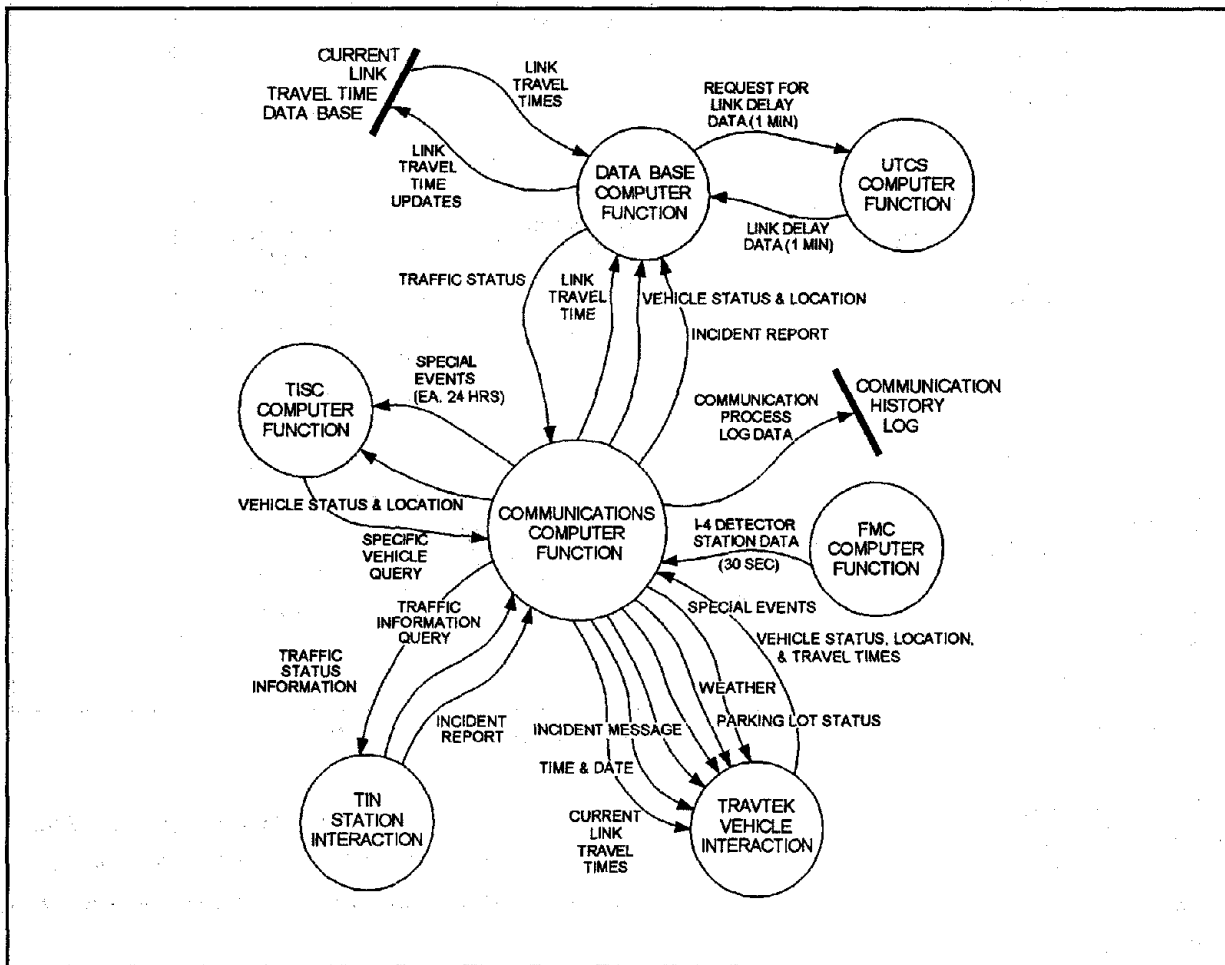 CURRENT
LINK
TRAVEL TIME
DATA BASE
LINK
TRAVEL
TIMES
LINK
TRAVEL
TIME
UPDATES
DATA BASE
COMPUTER
FUNCTION
REQUEST FOR
LINK DELAY
DATA (1 MIN)
UTCS
COMPUTER
FUNCTION
LINK DELAY
DATA (1 MIN)
TRAFFIC STATUS
LINK
TRAVEL
TIME
VEHICLE STATUS & LOCATION
INCIDENT REPORT
TISC
COMPUTER
FUNCTION
SPECIAL
EVENTS
(EA. 24 HRS)
COMMUNICATION
PROCESS
LOG DATA
COMMUNICATION
HISTORY
LOG
VEHICLE STATUS & LOCATION
SPECIFIC
VEHICLE
QUERY
COMMUNICATIONS
COMPUTER
FUNCTION
I-4 DETECTOR
STATION DATA
(30 SEC)
FMC
COMPUTER
FUNCTION
TRAFFIC
INFORMATION
QUERY
TRAFFIC
STATUS
INFORMATION
INCIDENT
REPORT
TIN
STATION
INTERACTION
SPECIAL EVENTS
VEHICLE STATUS, LOCATION,
& TRAVEL TIMES
WEATHER
PARKING LOT STATUS
INCIDENT MESSAGE
TIME & DATE
CURRENT
LINK
TRAVEL
TIMES
TRAVTEK
VEHICLE
INTERACTION